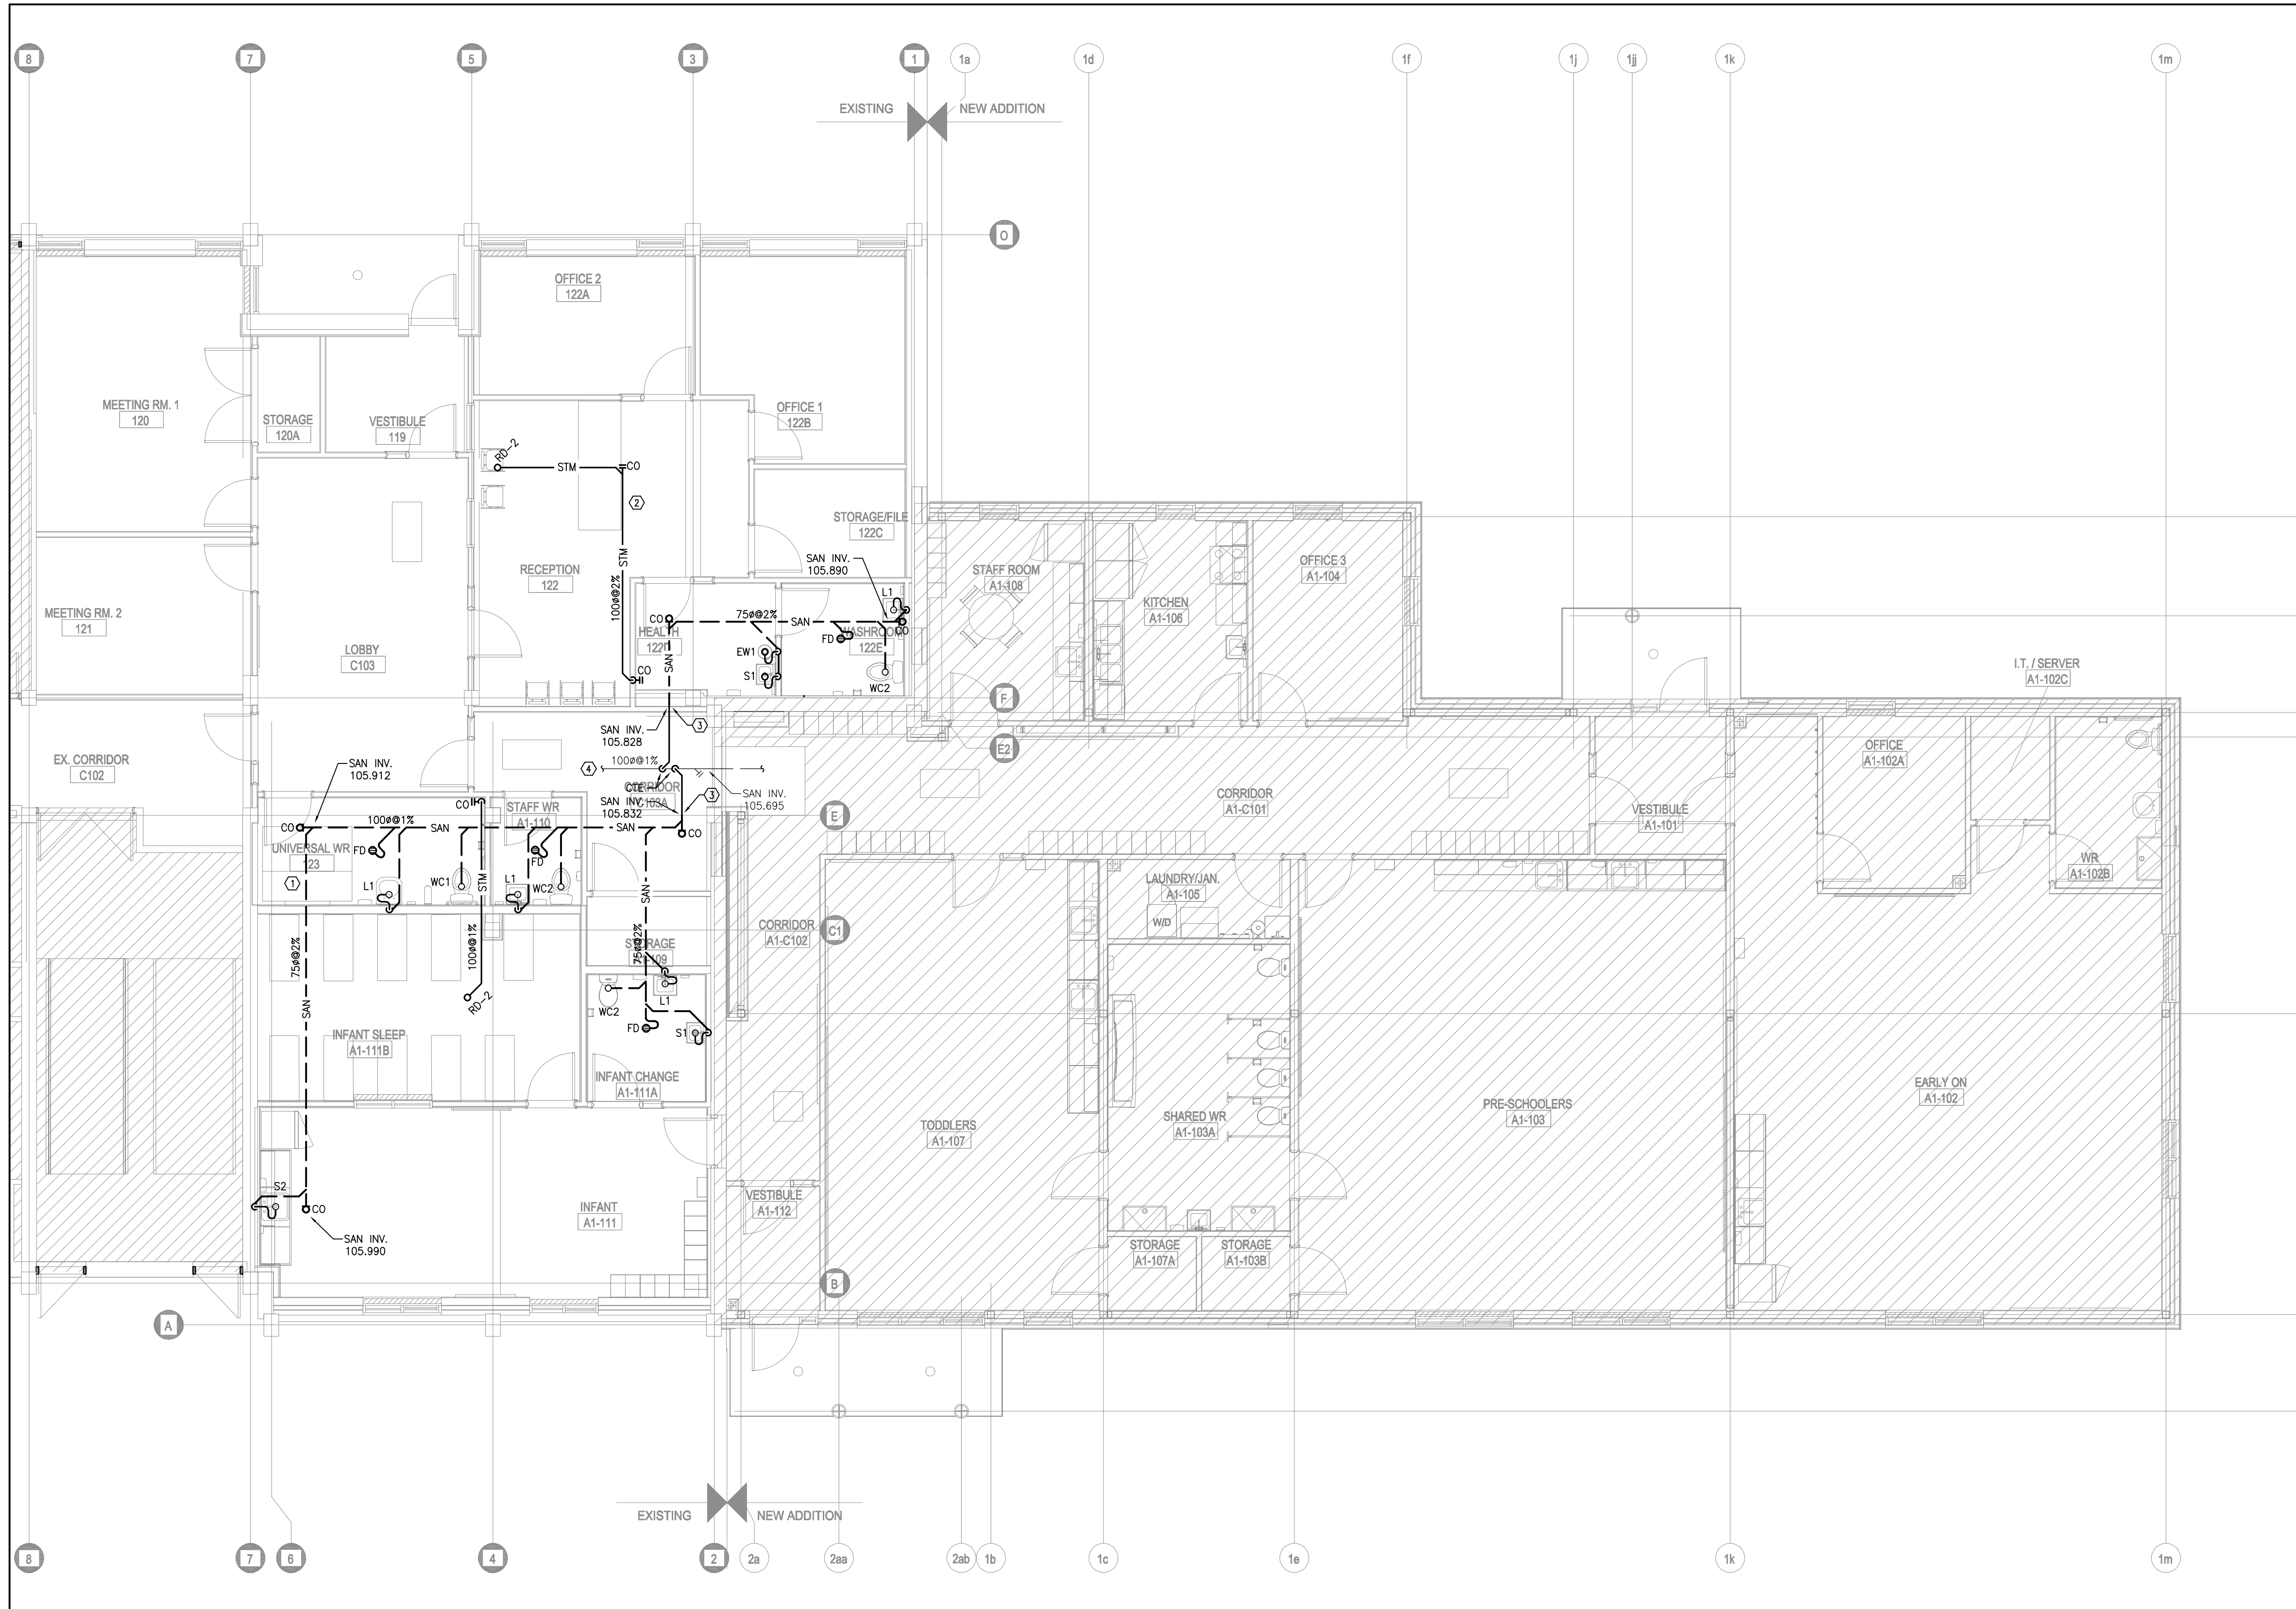 8
7
5
3
1
1a
1d
1f
1j
1jj
1k
1m
EXISTING
NEW ADDITION
O
OFFICE 2
122A
MEETING RM. 1
120
STORAGE
120A
VESTIBULE
119
OFFICE 1
122B
RD-2
STM
CO
2
STORAGE/FILE
122C
STM
100ø@2%
SAN INV.
105.890
RECEPTION
122
STAFF ROOM
A1-108
KITCHEN
A1-106
OFFICE 3
A1-104
MEETING RM. 2
121
LOBBY
C103
CO
75ø@2%
SAN
L1
CO
HEALTH
122D
FD
WASHROOM
122E
EW1
S1
WC2
SAN
CO
I.T. / SERVER
A1-102C
F
3
SAN INV.
105.828
E2
EX. CORRIDOR
C102
SAN INV.
105.912
4
100ø@1%
CTE
CORRIDOR
C103A
SAN INV.
105.832
3
SAN INV.
105.695
CORRIDOR
A1-C101
VESTIBULE
A1-101
OFFICE
A1-102A
CO
STAFF WR
A1-110
E
CO
100ø@1%
SAN
SAN
CO
UNIVERSAL WR
123
FD
FD
1
L1
WC1
STM
L1
WC2
SAN
WR
A1-102B
LAUNDRY/JAN.
A1-105
W/D
CORRIDOR
A1-C102
C1
75ø@2%
100ø@1%
75ø@2%
STORAGE
109
SAN
RD-2
WC2
L1
FD
S1
INFANT SLEEP
A1-111B
INFANT CHANGE
A1-111A
TODDLERS
A1-107
SHARED WR
A1-103A
PRE-SCHOOLERS
A1-103
EARLY ON
A1-102
S2
CO
INFANT
A1-111
VESTIBULE
A1-112
SAN INV.
105.990
STORAGE
A1-107A
STORAGE
A1-103B
B
A
EXISTING
NEW ADDITION
8
7
6
4
2
2a
2aa
2ab
1b
1c
1e
1k
1m